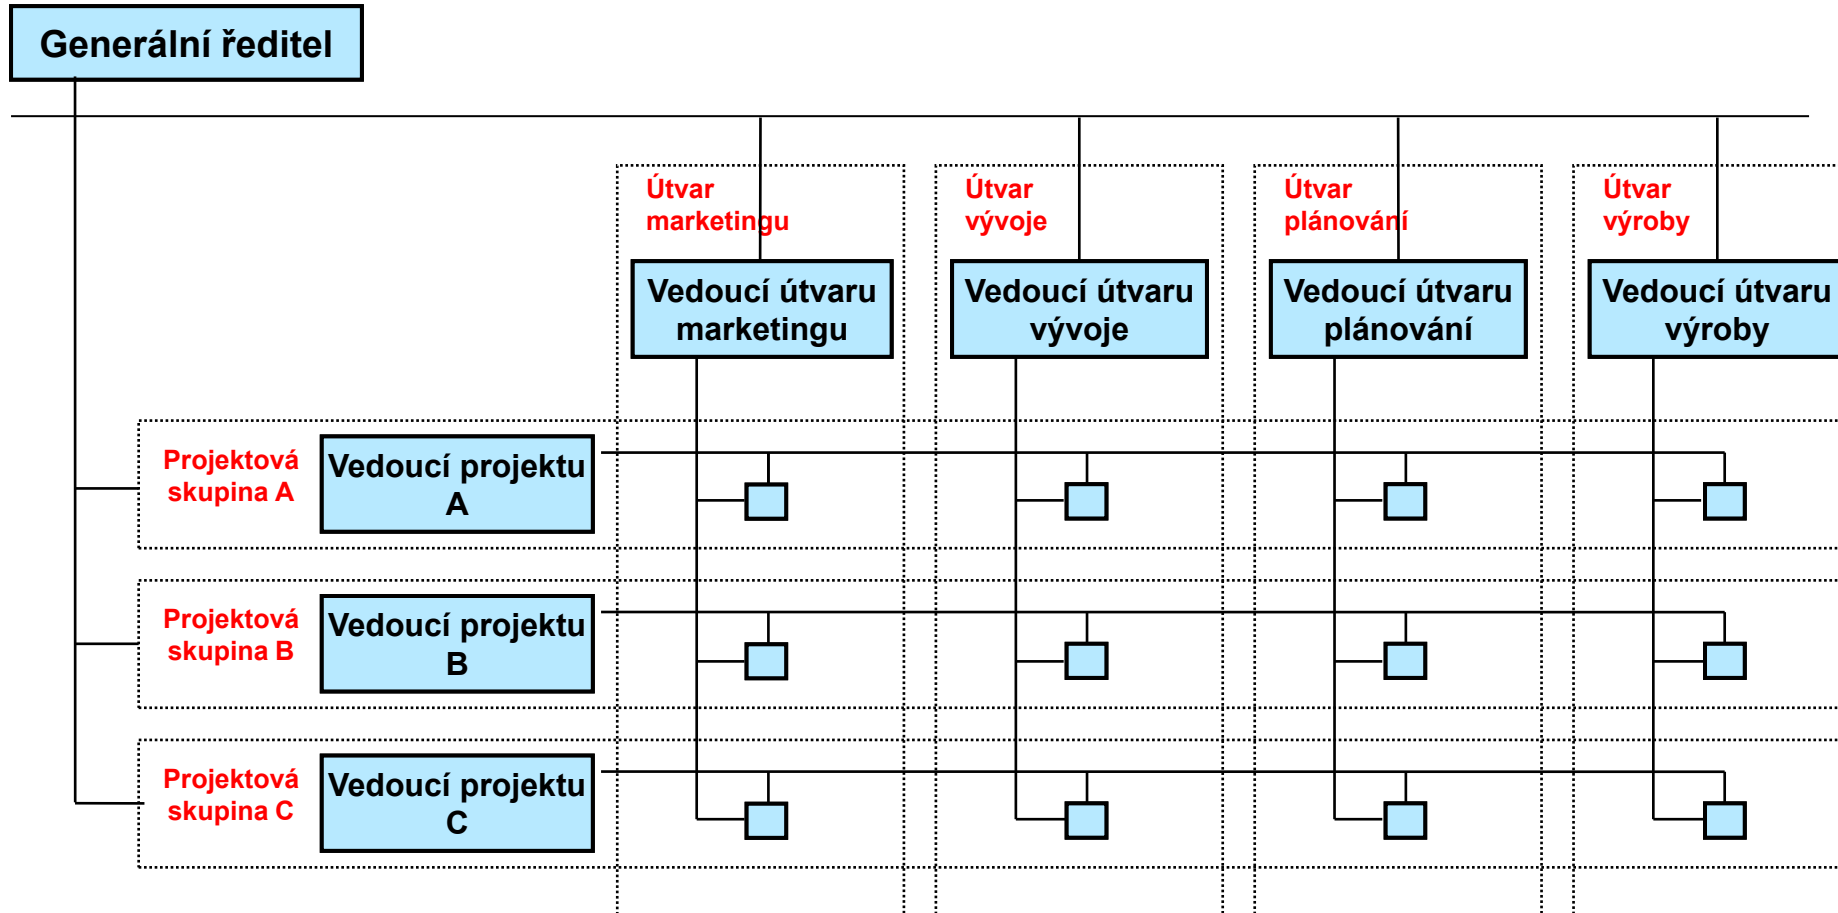 Generální ředitel
Útvar
marketingu
Útvar
vývoje
Útvar
plánování
Útvar
výroby
Vedoucí útvaru
marketingu
Vedoucí útvaru
vývoje
Vedoucí útvaru
plánování
Vedoucí útvaru
výroby
Projektová
skupina A
Vedoucí projektu
A
Projektová
skupina B
Vedoucí projektu
B
Projektová
skupina C
Vedoucí projektu
C